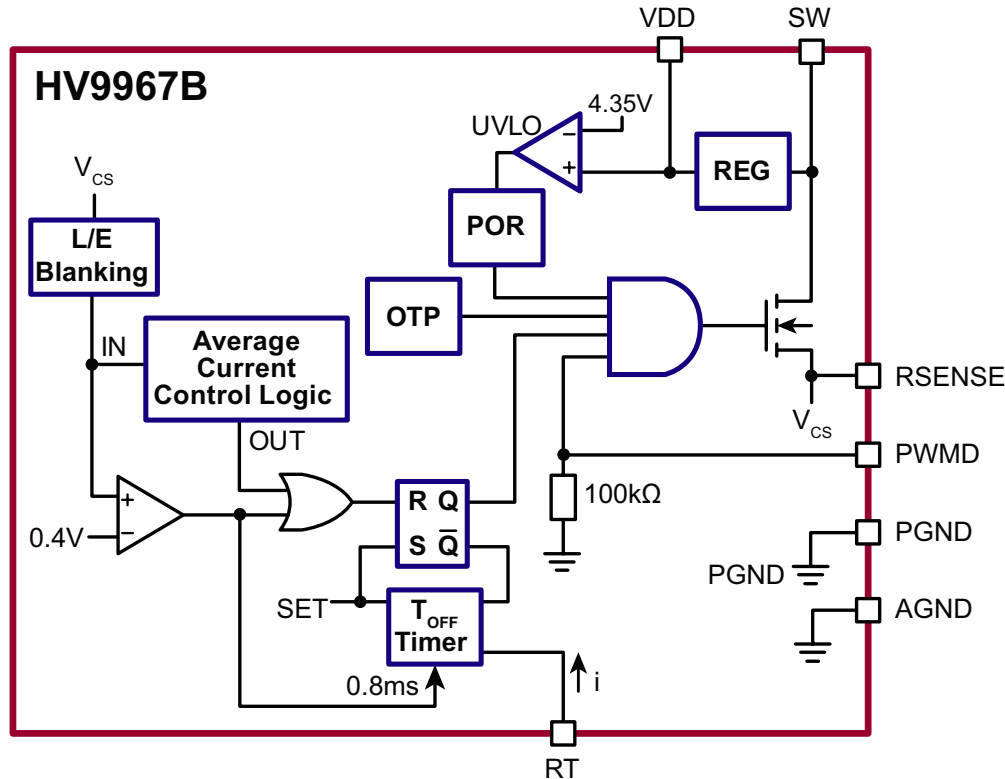 VDD
SW
HV9967B
4.35V
UVLO
−
+
REG
VCS
L/E
Blanking
POR
OTP
IN
Average
Current
Control Logic
OUT
RSENSE
VCS
PWMD
100kΩ
R Q
S Q̅
+
−
0.4V
PGND
PGND
AGND
SET
TOFF
Timer
0.8ms
i
RT